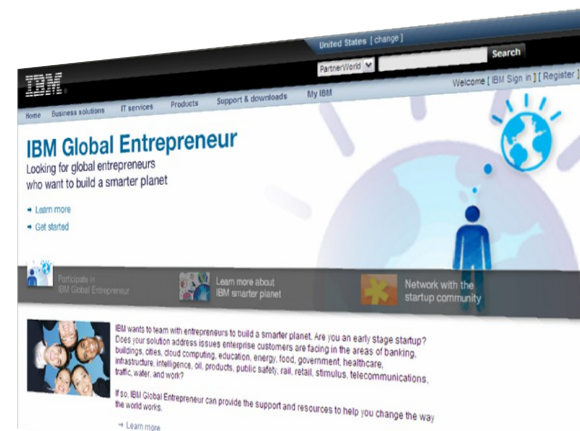 United States [ change ]
IBM®
PartnerWorld
Search
Home Business solutions IT services Products Support & downloads My IBM
Welcome [ IBM Sign in ] [ Register ]
IBM Global Entrepreneur
Looking for global entrepreneurs
who want to build a smarter planet
Learn more
Get started
Participate in
IBM Global Entrepreneur
Learn more about
IBM smarter planet
Network with the
startup community
IBM wants to team with entrepreneurs to build a smarter planet. Are you an early stage startup?
Does your solution address issues enterprise customers are facing in the areas of banking,
buildings, cities, cloud computing, education, energy, food, government, healthcare,
infrastructure, intelligence, oil, products, public safety, rail, retail, stimulus, telecommunications,
traffic, water, and work?
If so, IBM Global Entrepreneur can provide the support and resources to help you change the way
the world works.
Learn more